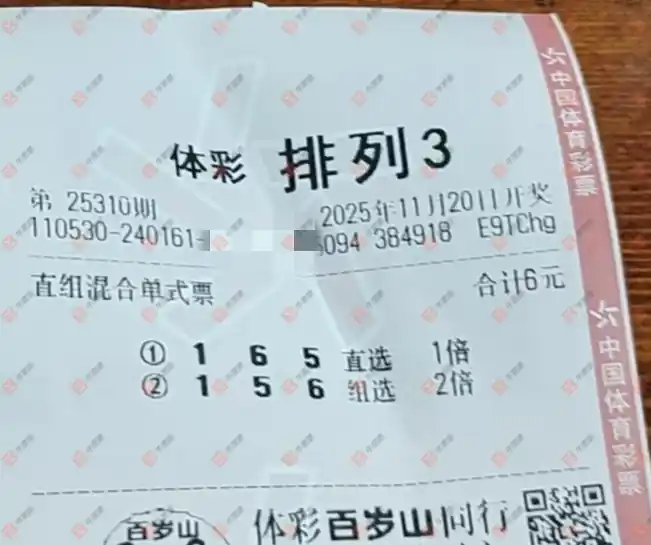 体彩 排列3
第 25310期 2025年11月20日开奖
110530-240161- 094 384918 E9TChg
直组混合单式票 合计6元
① 1 6 5 直选 1倍
② 1 5 6 组选 2倍
体彩百岁山同行
百岁山
中国体育彩票
中国体育彩票